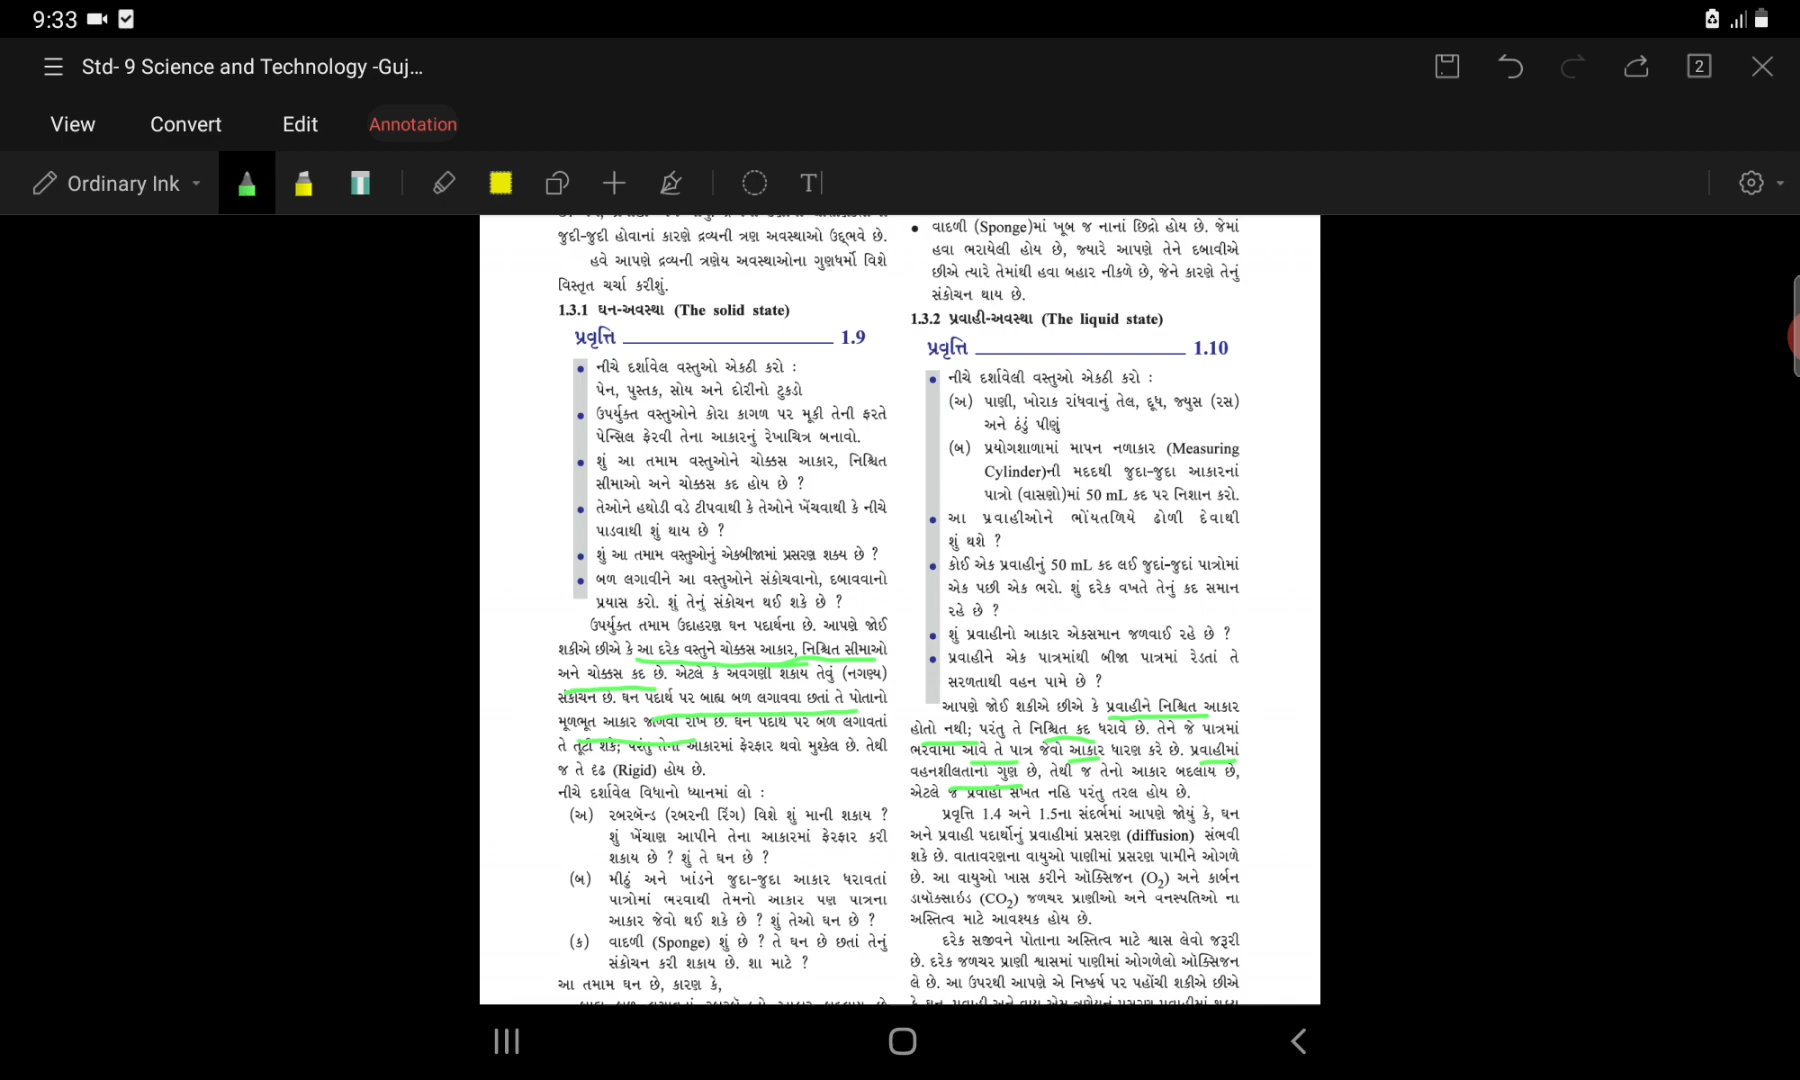 9:33
Std- 9 Science and Technology -Guj...
2
View Convert Edit Annotation
Ordinary Ink
T
જુદી-જુદી હોવાનાં કારણે દ્રવ્યની ત્રણ અવસ્થાઓ ઉદ્ભવે છે.
હવે આપણે દ્રવ્યની ત્રણેય અવસ્થાઓના ગુણધર્મો વિશે
વિસ્તૃત ચર્ચા કરીશું.
1.3.1 ઘન-અવસ્થા (The solid state)
પ્રવૃત્તિ 1.9
• નીચે દર્શાવેલ વસ્તુઓ એકઠી કરો :
પેન, પુસ્તક, સોય અને દોરીનો ટુકડો
• ઉપર્યુક્ત વસ્તુઓને કોરા કાગળ પર મૂકી તેની ફરતે
પેન્સિલ ફેરવી તેના આકારનું રેખાચિત્ર બનાવો.
• શું આ તમામ વસ્તુઓને ચોક્કસ આકાર, નિશ્ચિત
સીમાઓ અને ચોક્કસ કદ હોય છે ?
• તેઓને હથોડી વડે ટીપવાથી કે તેઓને ખેંચવાથી કે નીચે
પાડવાથી શું થાય છે ?
• શું આ તમામ વસ્તુઓનું એકબીજામાં પ્રસરણ શક્ય છે ?
• બળ લગાવીને આ વસ્તુઓને સંકોચવાનો, દબાવવાનો
પ્રયાસ કરો. શું તેનું સંકોચન થઈ શકે છે ?
ઉપર્યુક્ત તમામ ઉદાહરણ ઘન પદાર્થના છે. આપણે જોઈ
શકીએ છીએ કે આ દરેક વસ્તુને ચોક્કસ આકાર, નિશ્ચિત સીમાઓ
અને ચોક્કસ કદ છે. એટલે કે અવગણી શકાય તેવું (નગણ્ય)
સંકોચન છે. ઘન પદાર્થ પર બાહ્ય બળ લગાવવા છતાં તે પોતાનો
મૂળભૂત આકાર જાળવી રાખે છે. ઘન પદાર્થ પર બળ લગાવતાં
તે તૂટી શકે; પરંતુ તેના આકારમાં ફેરફાર થવો મુશ્કેલ છે. તેથી
જ તે દૃઢ (Rigid) હોય છે.
નીચે દર્શાવેલ વિધાનો ધ્યાનમાં લો :
(અ) રબરબૅન્ડ (રબરની રિંગ) વિશે શું માની શકાય ?
શું ખેંચાણ આપીને તેના આકારમાં ફેરફાર કરી
શકાય છે ? શું તે ઘન છે ?
(બ) મીઠું અને ખાંડને જુદા-જુદા આકાર ધરાવતાં
પાત્રોમાં ભરવાથી તેમનો આકાર પણ પાત્રના
આકાર જેવો થઈ શકે છે ? શું તેઓ ઘન છે ?
(ક) વાદળી (Sponge) શું છે ? તે ઘન છે છતાં તેનું
સંકોચન કરી શકાય છે. શા માટે ?
આ તમામ ઘન છે, કારણ કે,
• વાદળી (Sponge)માં ખૂબ જ નાનાં છિદ્રો હોય છે. જેમાં
હવા ભરાયેલી હોય છે, જ્યારે આપણે તેને દબાવીએ
છીએ ત્યારે તેમાંથી હવા બહાર નીકળે છે, જેને કારણે તેનું
સંકોચન થાય છે.
1.3.2 પ્રવાહી-અવસ્થા (The liquid state)
પ્રવૃત્તિ 1.10
• નીચે દર્શાવેલી વસ્તુઓ એકઠી કરો :
(અ) પાણી, ખોરાક રાંધવાનું તેલ, દૂધ, જ્યુસ (રસ)
અને ઠંડું પીણું
(બ) પ્રયોગશાળામાં માપન નળાકાર (Measuring
Cylinder)ની મદદથી જુદા-જુદા આકારનાં
પાત્રો (વાસણો)માં 50 mL કદ પર નિશાન કરો.
• આ પ્રવાહીઓને ભોંયતળિયે ઢોળી દેવાથી
શું થશે ?
• કોઈ એક પ્રવાહીનું 50 mL કદ લઈ જુદાં-જુદાં પાત્રોમાં
એક પછી એક ભરો. શું દરેક વખતે તેનું કદ સમાન
રહે છે ?
• શું પ્રવાહીનો આકાર એકસમાન જળવાઈ રહે છે ?
• પ્રવાહીને એક પાત્રમાંથી બીજા પાત્રમાં રેડતાં તે
સરળતાથી વહન પામે છે ?
આપણે જોઈ શકીએ છીએ કે પ્રવાહીને નિશ્ચિત આકાર
હોતો નથી; પરંતુ તે નિશ્ચિત કદ ધરાવે છે. તેને જે પાત્રમાં
ભરવામાં આવે તે પાત્ર જેવો આકાર ધારણ કરે છે. પ્રવાહીમાં
વહનશીલતાનો ગુણ છે, તેથી જ તેનો આકાર બદલાય છે,
એટલે જ પ્રવાહી સખત નહિ પરંતુ તરલ હોય છે.
પ્રવૃત્તિ 1.4 અને 1.5ના સંદર્ભમાં આપણે જોયું કે, ઘન
અને પ્રવાહી પદાર્થોનું પ્રવાહીમાં પ્રસરણ (diffusion) સંભવી
શકે છે. વાતાવરણના વાયુઓ પાણીમાં પ્રસરણ પામીને ઓગળે
છે. આ વાયુઓ ખાસ કરીને ઑક્સિજન (O₂) અને કાર્બન
ડાયૉક્સાઇડ (CO₂) જળચર પ્રાણીઓ અને વનસ્પતિઓ ના
અસ્તિત્વ માટે આવશ્યક હોય છે.
દરેક સજીવને પોતાના અસ્તિત્વ માટે શ્વાસ લેવો જરૂરી
છે. દરેક જળચર પ્રાણી શ્વાસમાં પાણીમાં ઓગળેલો ઑક્સિજન
લે છે. આ ઉપરથી આપણે એ નિષ્કર્ષ પર પહોંચી શકીએ છીએ